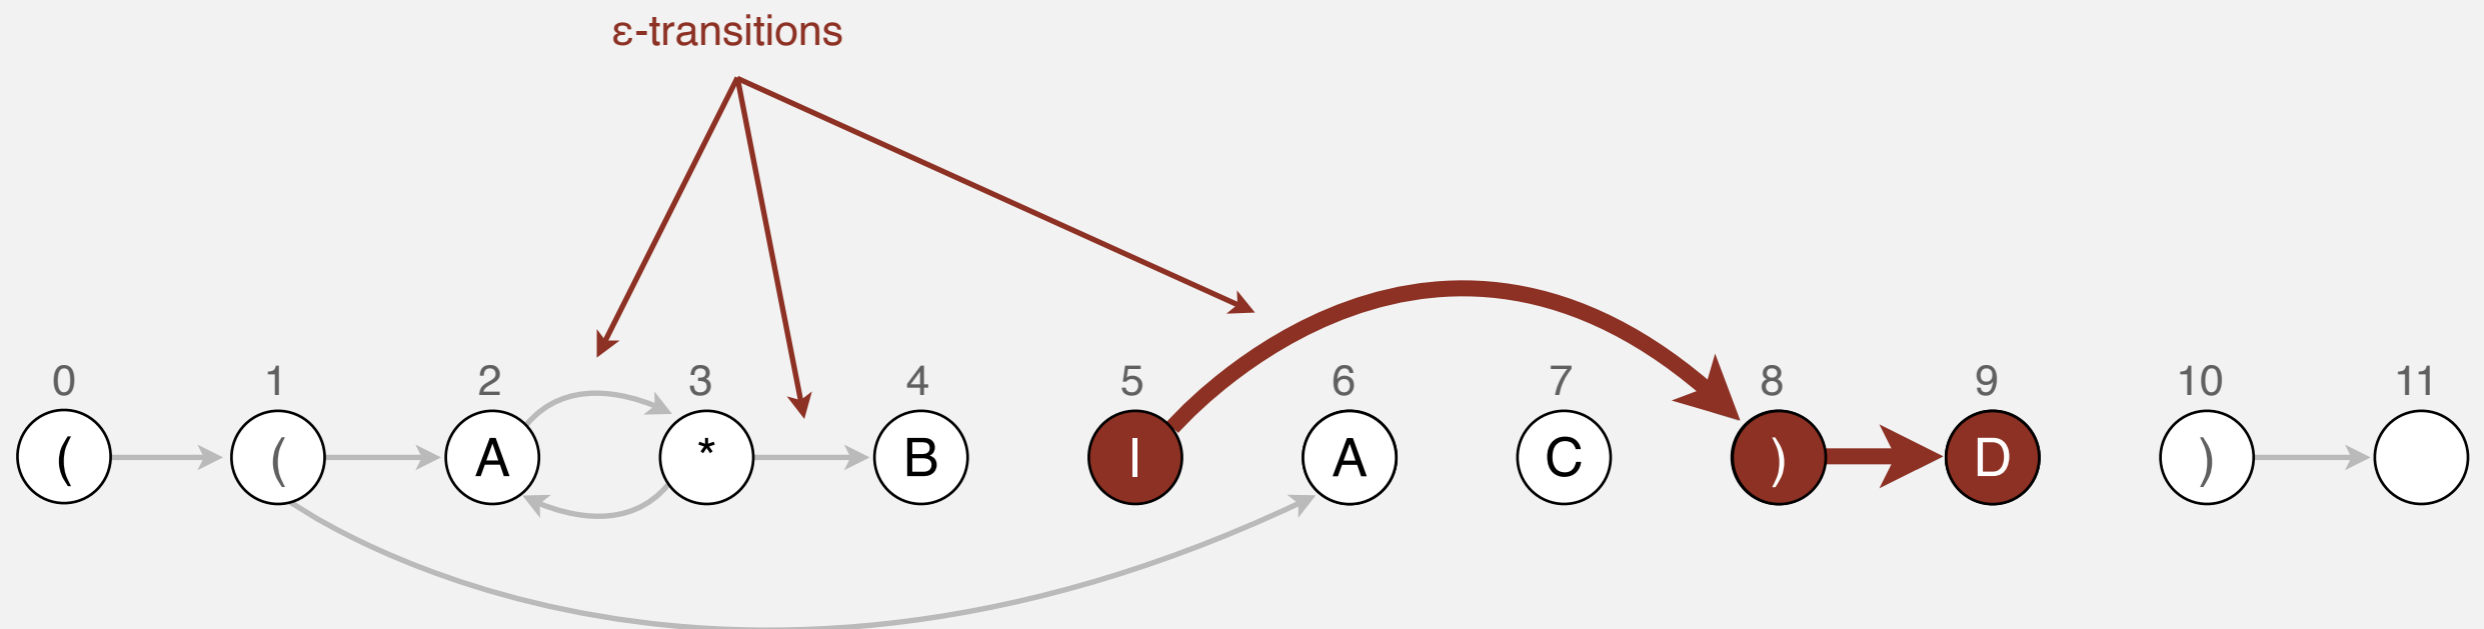 ε-transitions
0 1 2 3 4 5 6 7 8 9 10 11
( ( A * B | A C ) D )